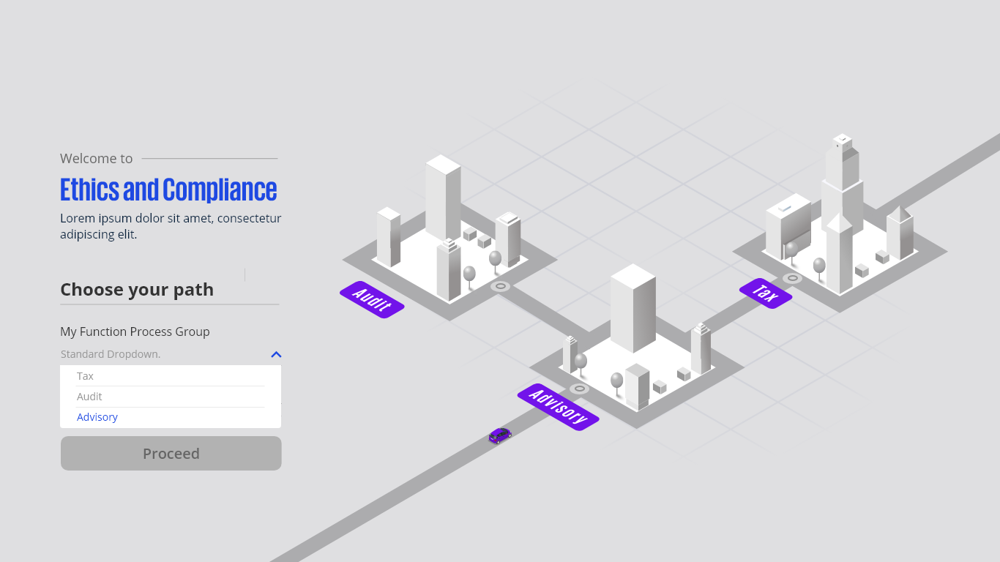 Welcome to
Ethics and Compliance
Lorem ipsum dolor sit amet, consectetur
adipiscing elit.
Choose your path
My Function Process Group
Standard Dropdown.
Tax
Audit
Advisory
Proceed
Audit
Advisory
Tax